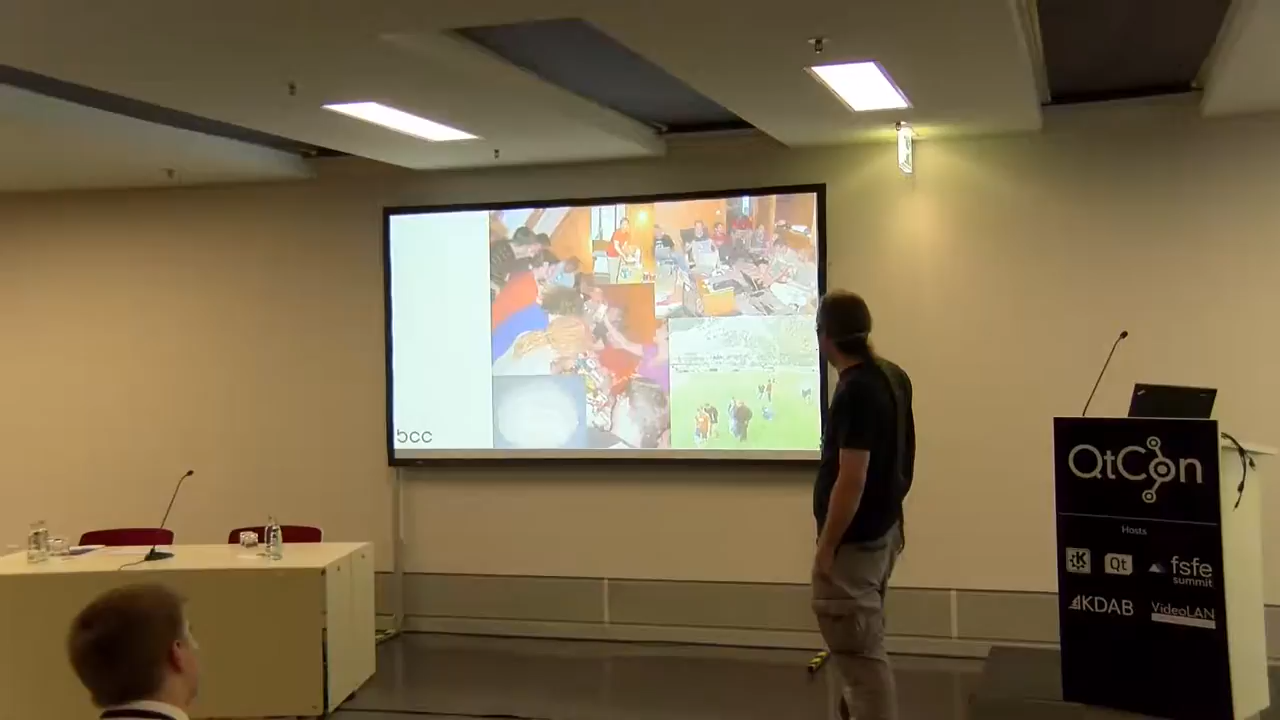 bcc
QtCon
Hosts
K
Qt
fsfe
summit
KDAB
VideoLAN